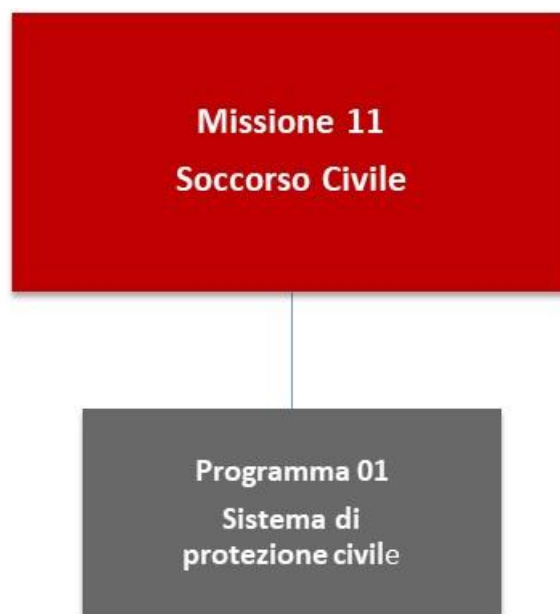 Missione 11
Soccorso Civile
Programma 01
Sistema di
protezione civile